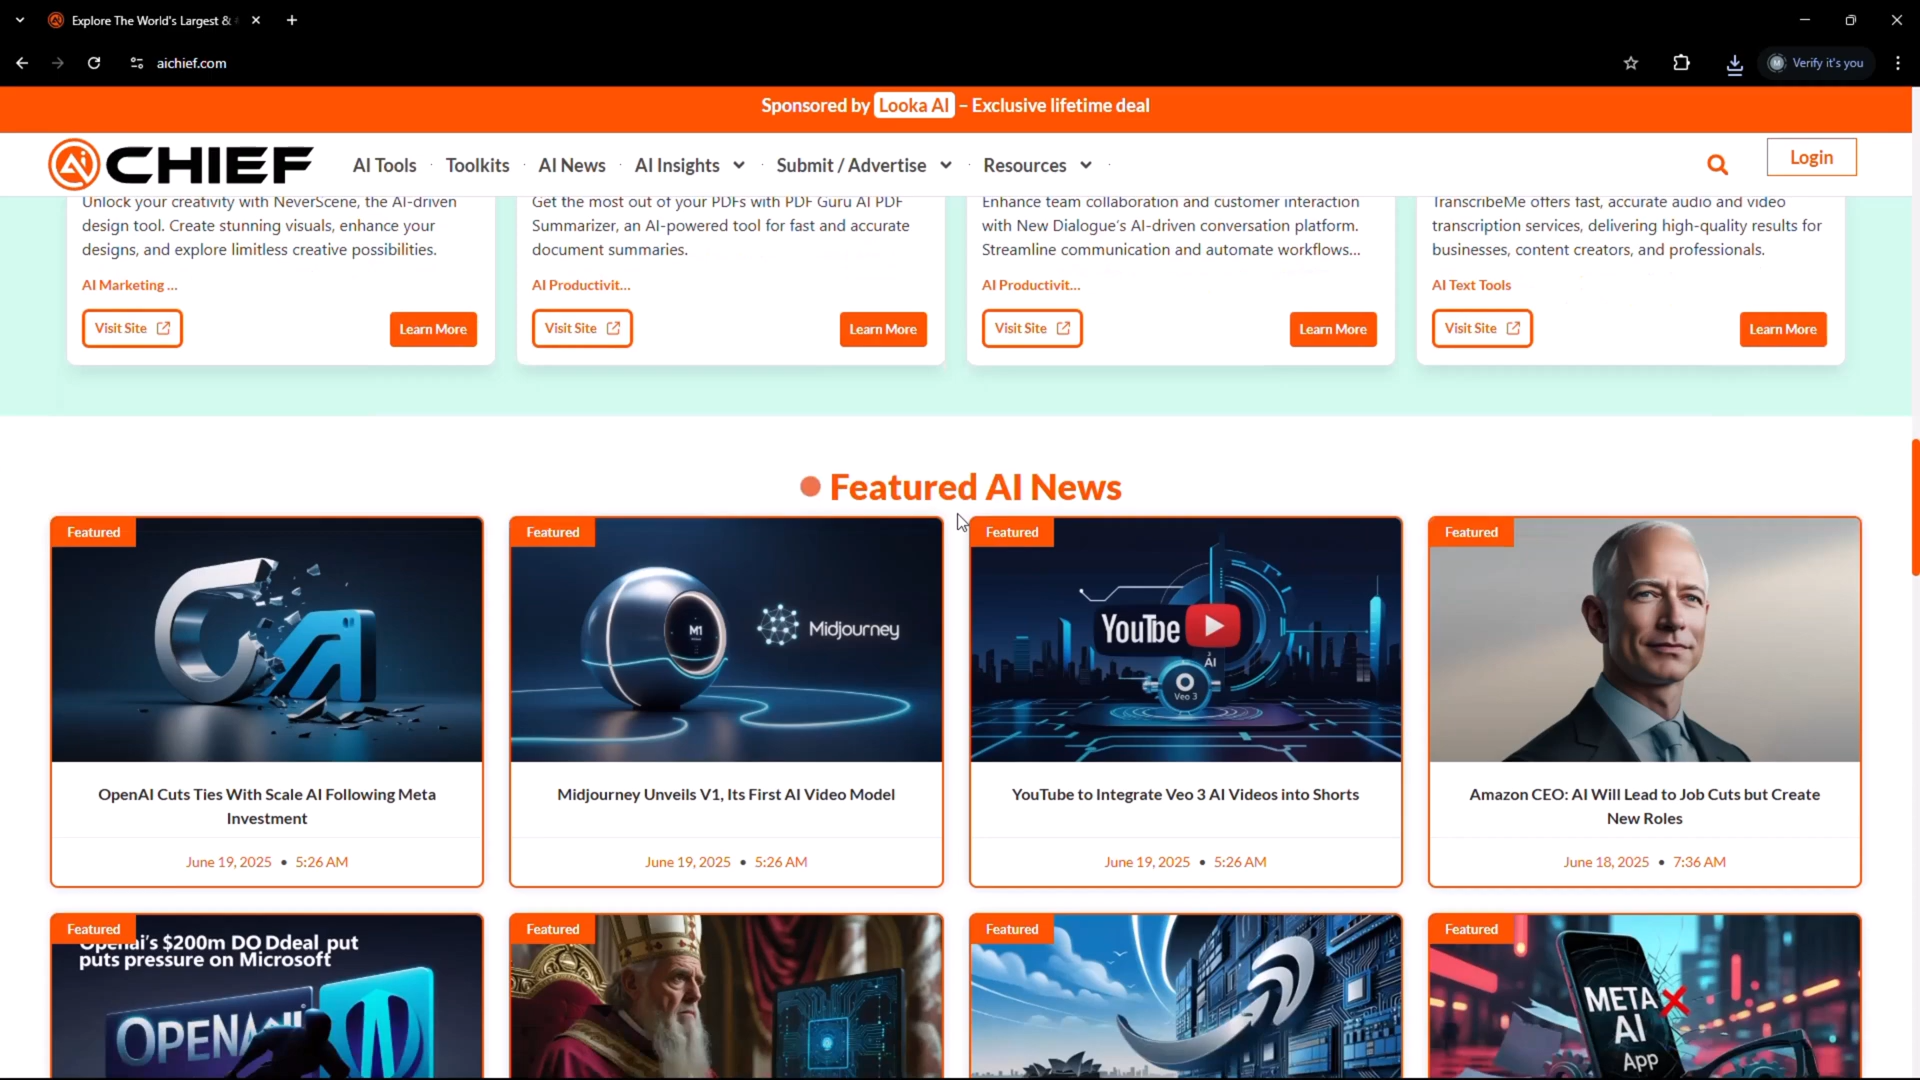 Explore The World's Largest &
aichief.com
Verify it's you
Sponsored by Looka AI – Exclusive lifetime deal
Ai CHIEF
AI Tools
Toolkits
AI News
AI Insights
Submit / Advertise
Resources
Login
Unlock your creativity with NeverScene, the AI-driven
design tool. Create stunning visuals, enhance your
designs, and explore limitless creative possibilities.
AI Marketing ...
Visit Site
Learn More
Get the most out of your PDFs with PDF Guru AI PDF
Summarizer, an AI-powered tool for fast and accurate
document summaries.
AI Productivit...
Visit Site
Learn More
Enhance team collaboration and customer interaction
with New Dialogue's AI-driven conversation platform.
Streamline communication and automate workflows...
AI Productivit...
Visit Site
Learn More
TranscribeMe offers fast, accurate audio and video
transcription services, delivering high-quality results for
businesses, content creators, and professionals.
AI Text Tools
Visit Site
Learn More
Featured AI News
Featured
OpenAI Cuts Ties With Scale AI Following Meta
Investment
June 19, 2025 • 5:26 AM
Featured
M1
Midjourney
Midjourney Unveils V1, Its First AI Video Model
June 19, 2025 • 5:26 AM
Featured
YouTbe
AI
Veo 3
YouTube to Integrate Veo 3 AI Videos into Shorts
June 19, 2025 • 5:26 AM
Featured
Amazon CEO: AI Will Lead to Job Cuts but Create
New Roles
June 18, 2025 • 7:36 AM
Featured
$200m DO Ddeal put
puts pressure on Microsoft
Featured
Featured
Featured
META
AI
App